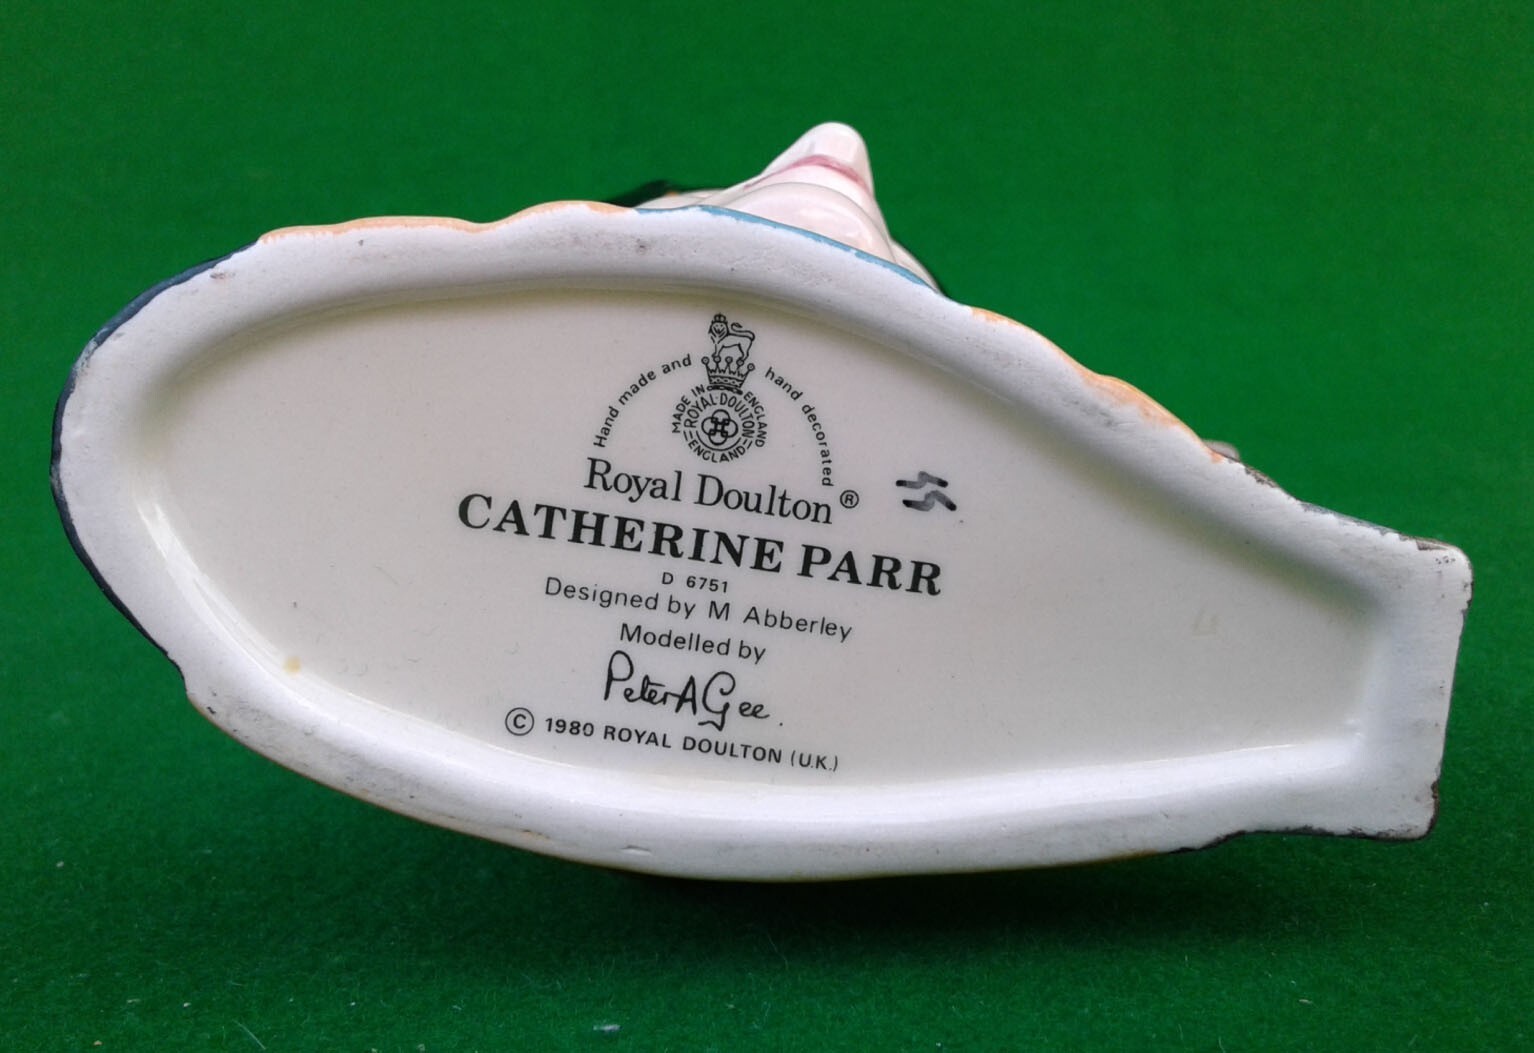 Hand made and hand decorated
MADE IN ENGLAND
ROYAL·DOULTON
ENGLAND
Royal Doulton ®
CATHERINE PARR
D 6751
Designed by M Abberley
Modelled by
Peter A Gee.
© 1980 ROYAL DOULTON (U.K.)